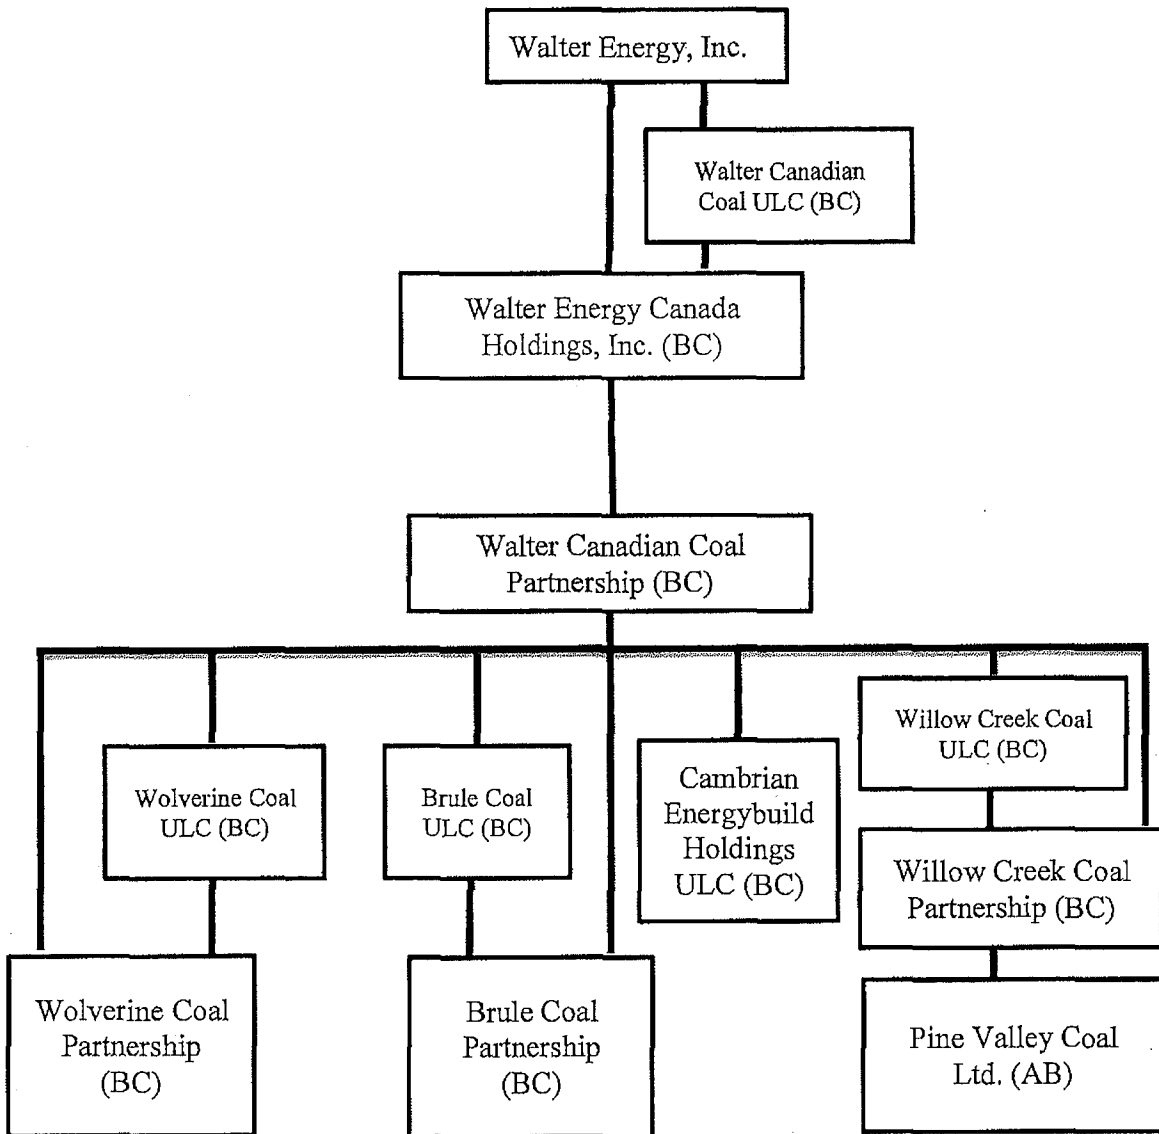 Walter Energy, Inc.
Walter Canadian
Coal ULC (BC)
Walter Energy Canada
Holdings, Inc. (BC)
Walter Canadian Coal
Partnership (BC)
Wolverine Coal
ULC (BC)
Brule Coal
ULC (BC)
Cambrian
Energybuild
Holdings
ULC (BC)
Willow Creek Coal
ULC (BC)
Willow Creek Coal
Partnership (BC)
Wolverine Coal
Partnership
(BC)
Brule Coal
Partnership
(BC)
Pine Valley Coal
Ltd. (AB)